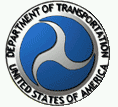 DEPARTMENT OF TRANSPORTATION
UNITED STATES OF AMERICA